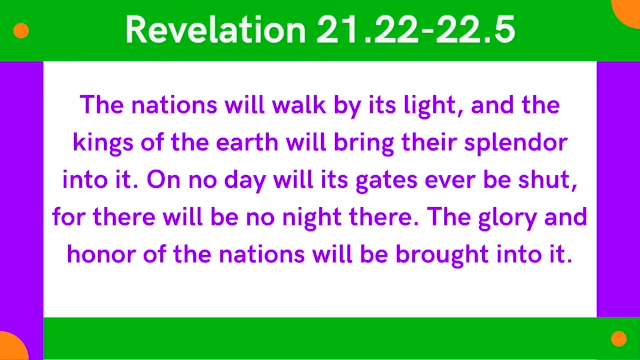 Revelation 21.22-22.5
The nations will walk by its light, and the
kings of the earth will bring their splendor
into it. On no day will its gates ever be shut,
for there will be no night there. The glory and
honor of the nations will be brought into it.